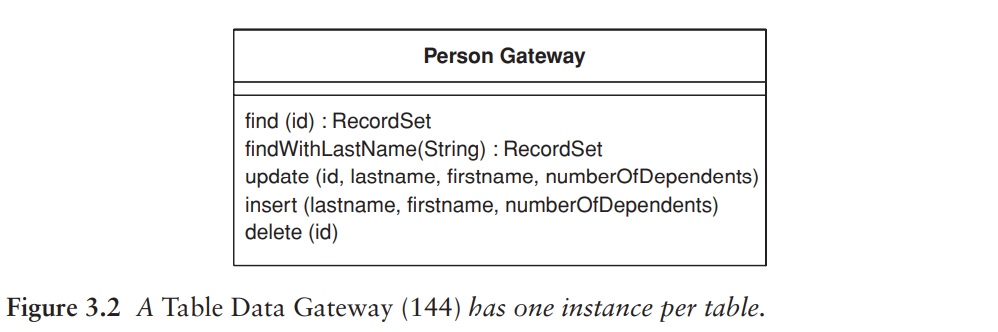 Person Gateway
find (id) : RecordSet
findWithLastName(String) : RecordSet
update (id, lastname, firstname, numberOfDependents)
insert (lastname, firstname, numberOfDependents)
delete (id)
Figure 3.2 A Table Data Gateway (144) has one instance per table.